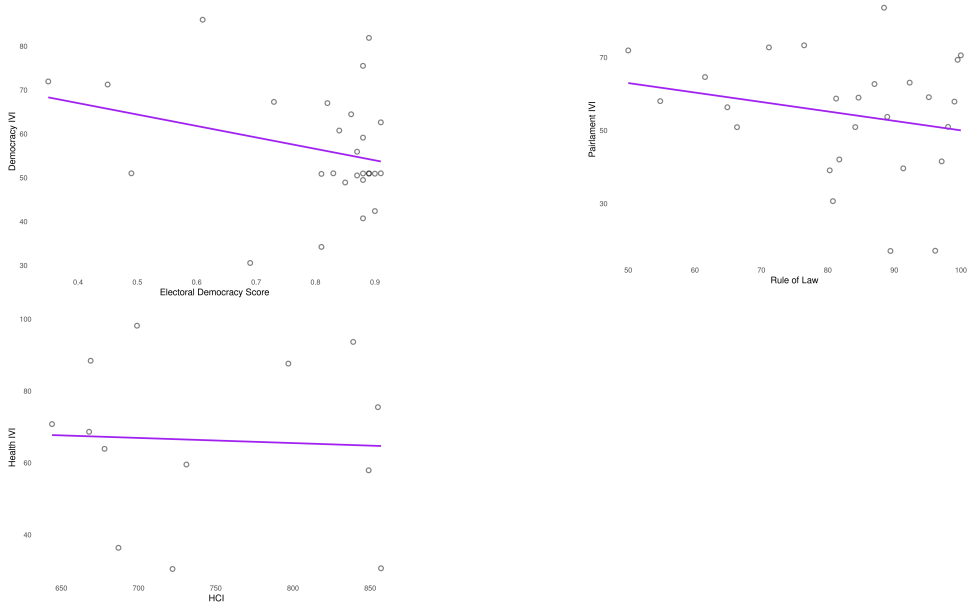 Democracy IVI
80
70
60
50
40
30
0.4 0.5 0.6 0.7 0.8 0.9
Electoral Democracy Score
Pairlament IVI
70
50
30
50 60 70 80 90 100
Rule of Law
Health IVI
100
80
60
40
650 700 750 800 850
HCI